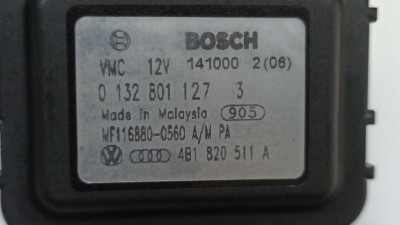 BOSCH
VMC 12V 141000 2(06)
0 132 801 127 3
Made in Malaysia 905
MF116880-0560 A/M PA
4B1 820 511 A